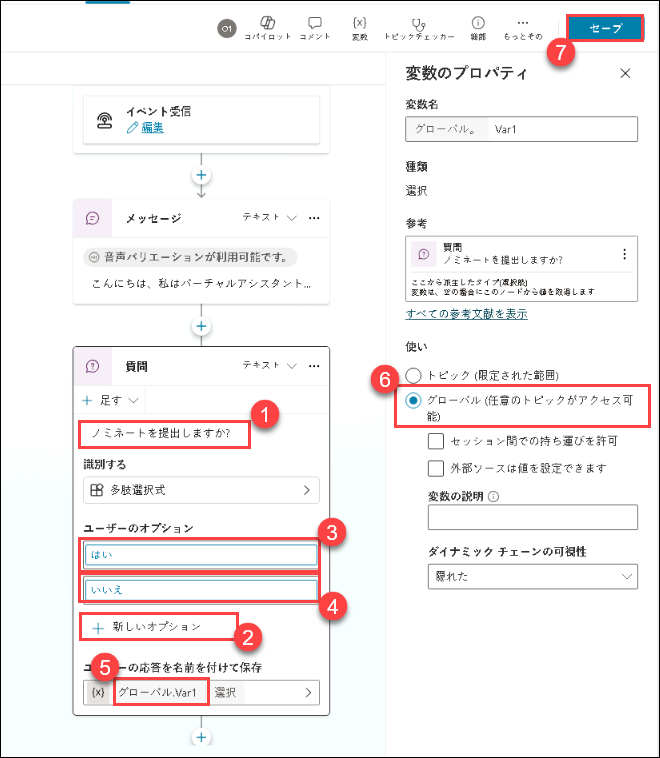 01
コパイロット
コメント
{x}
変数
トピックチェッカー
細部
もっとその
セーブ
7
変数のプロパティ
変数名
グローバル。 Var1
種類
選択
参考
質問
ノミネートを提出しますか?
ここから派生したタイプ(選択肢)
変数は、空の場合にこのノードから値を取得します
すべての参考文献を表示
使い
6
トピック (限定された範囲)
グローバル (任意のトピックがアクセス可
能)
セッション間での持ち運びを許可
外部ソースは値を設定できます
変数の説明
ダイナミック チェーンの可視性
隠れた
イベント受信
編集
メッセージ
テキスト
音声バリエーションが利用可能です。
こんにちは、私はバーチャルアシスタント...
質問
テキスト
+ 足す
1
ノミネートを提出しますか?
識別する
多肢選択式
ユーザーのオプション
3
はい
いいえ
4
+ 新しいオプション
2
5
ーの応答を名前を付けて保存
{x} グローバル.Var1 選択